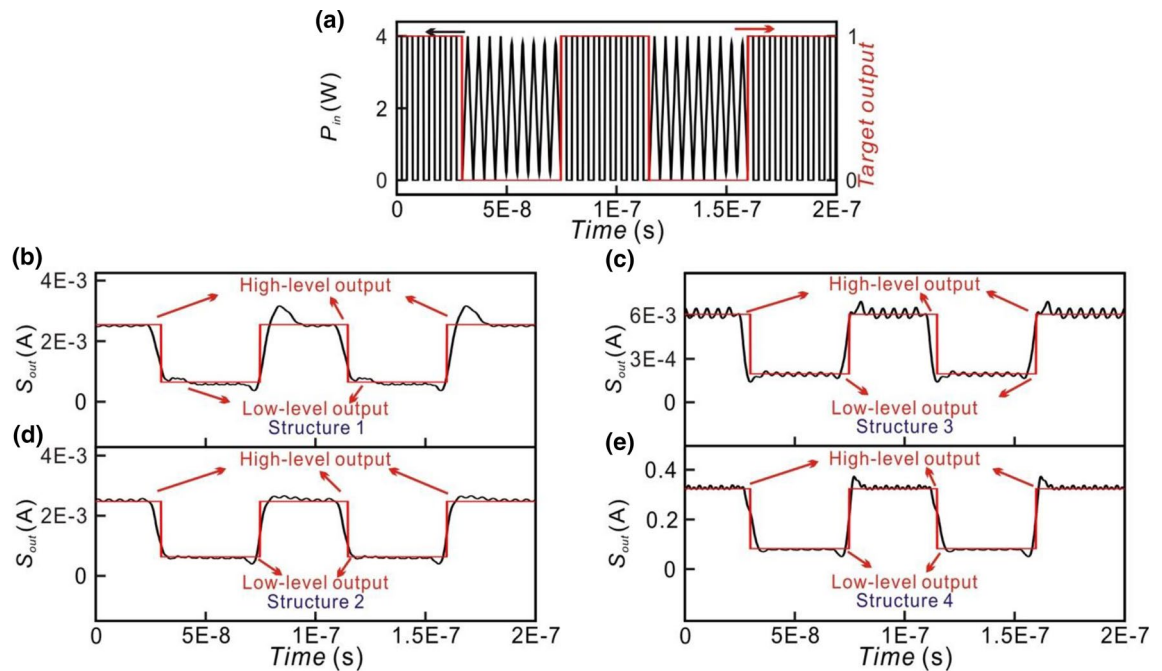 (a)
4
2
0
P_in (W)
1
0
Target output
0
5E-8
1E-7
1.5E-7
2E-7
Time (s)
(b)
4E-3
2E-3
0
S_out (A)
High-level output
Low-level output
Structure 1
(c)
6E-3
3E-4
0
S_out (A)
High-level output
Low-level output
Structure 3
(d)
4E-3
2E-3
0
S_out (A)
High-level output
Low-level output
Structure 2
0
5E-8
1E-7
1.5E-7
2E-7
Time (s)
(e)
0.4
0.2
0
S_out (A)
High-level output
Low-level output
Structure 4
0
5E-8
1E-7
1.5E-7
2E-7
Time (s)